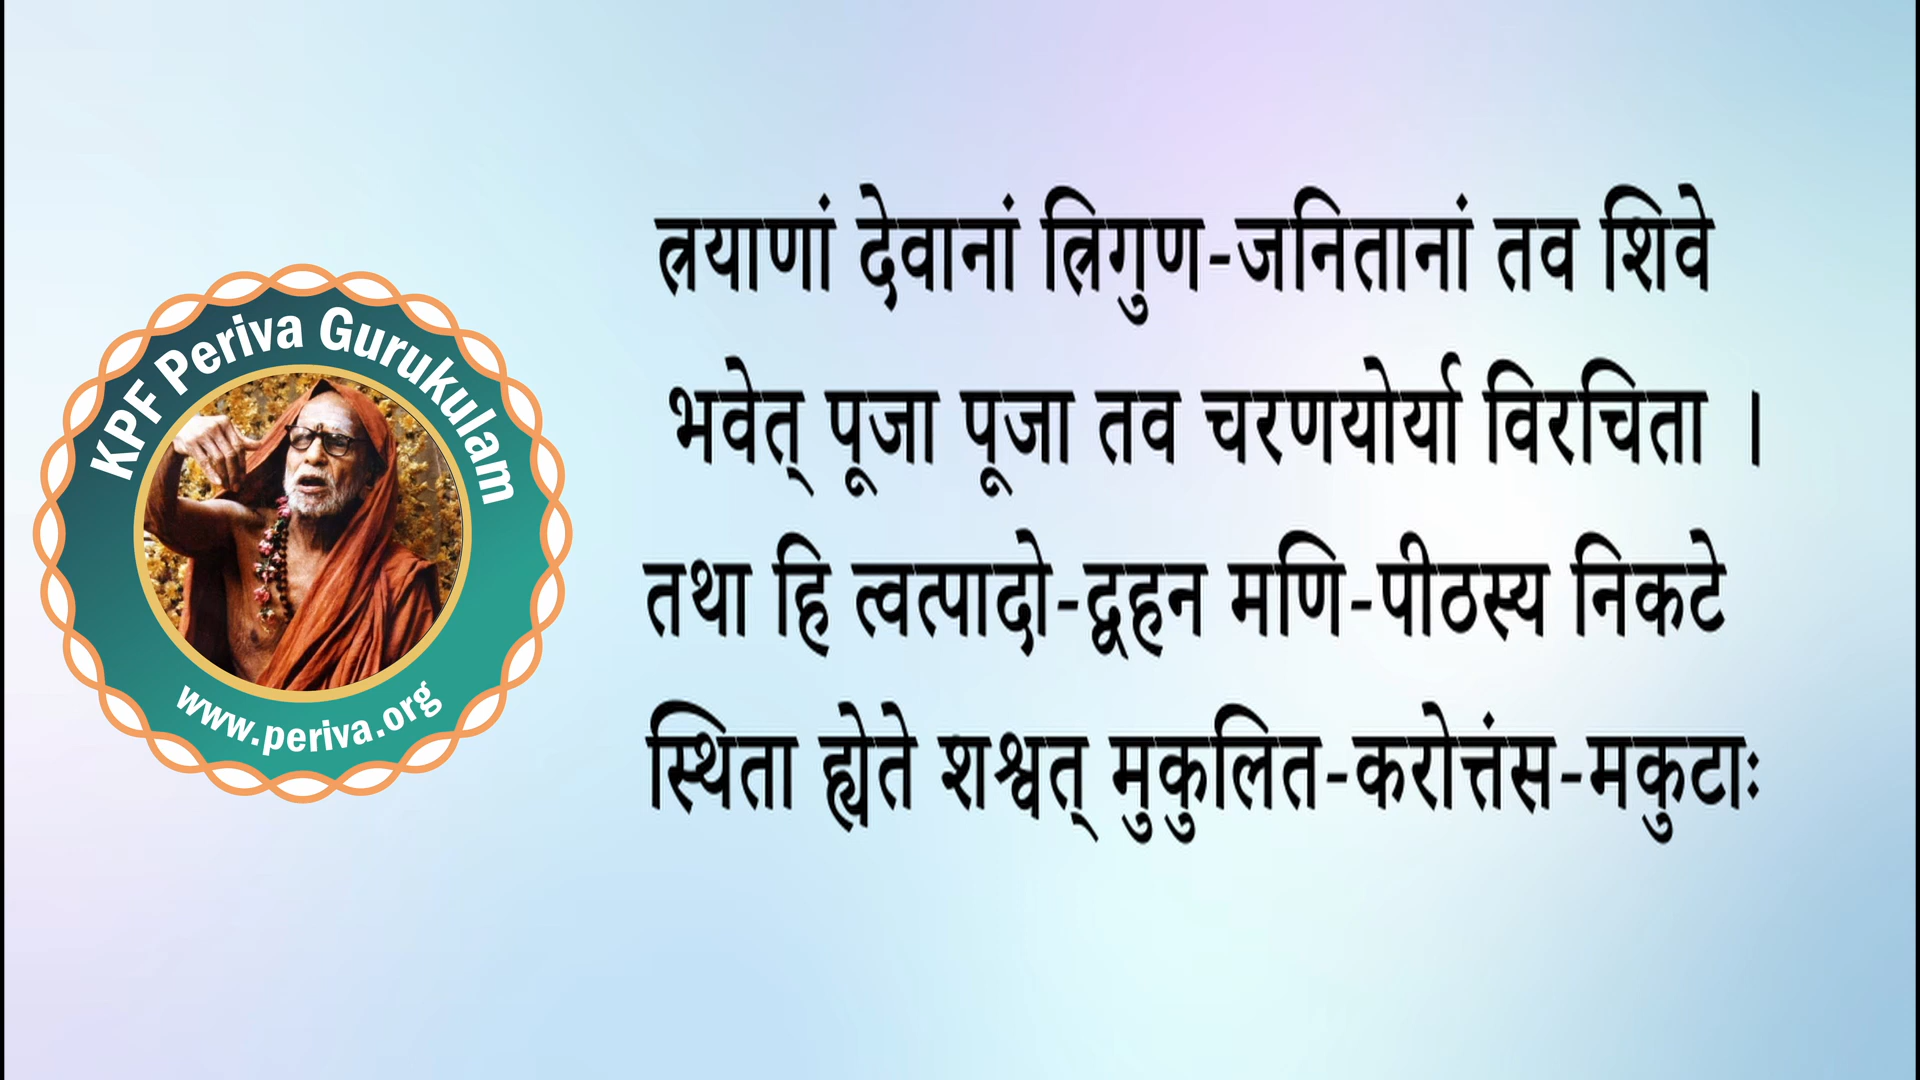 KPF Periva Gurukulam
www.periva.org
त्रयाणां देवानां त्रिगुण-जनितानां तव शिवे
भवेत् पूजा पूजा तव चरणयोर्या विरचिता ।
तथा हि त्वत्पादो-द्वहन मणि-पीठस्य निकटे
स्थिता ह्येते शश्वत् मुकुलित-करोत्तंस-मकुटाः